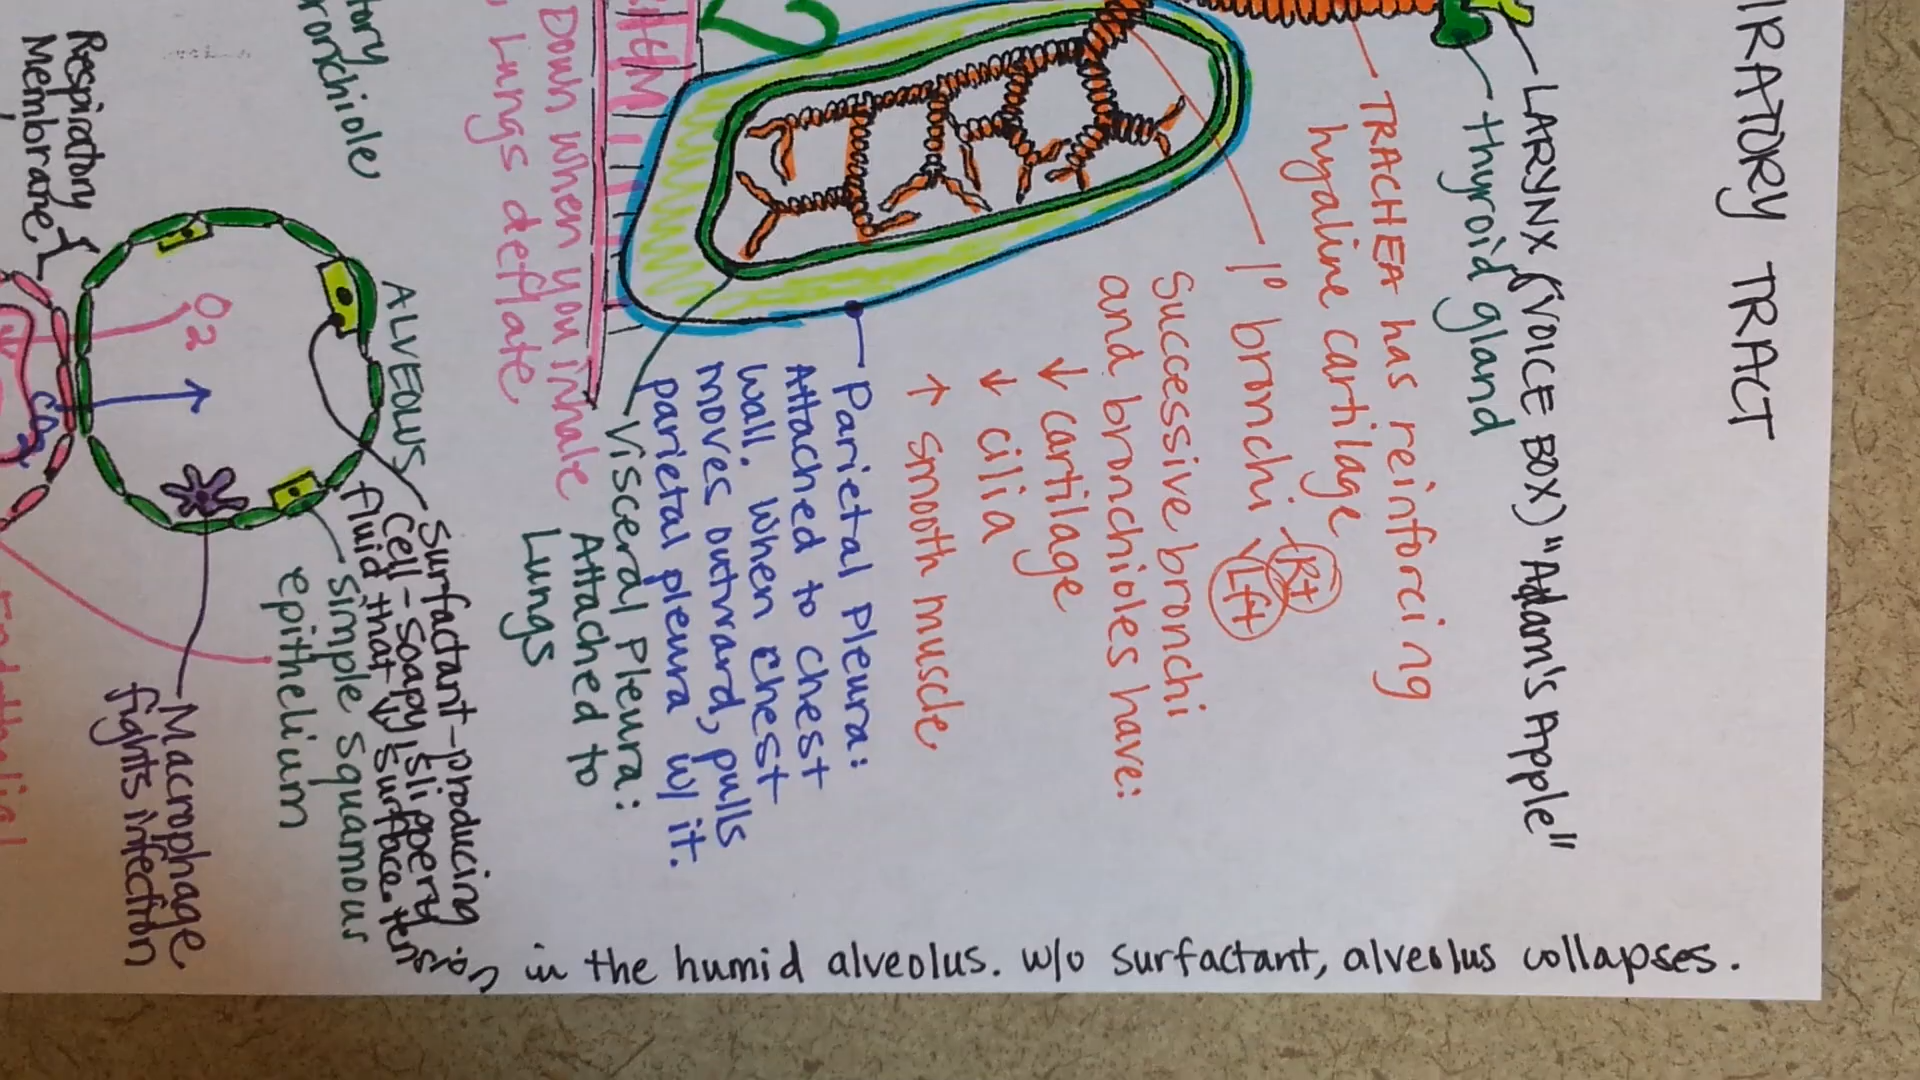 IRATORY TRACT
LARYNX (VOICE BOX) "Adam's Apple"
thyroid gland
TRACHEA has reinforcing
hyaline cartilage
1° bronchi Rt
Lft
Successive bronchi
and bronchioles have:
↓ cartilage
↓ cilia
↑ smooth muscle
Parietal Pleura:
Attached to chest
wall. When chest
moves outward, pulls
parietal pleura w/ it.
Visceral Pleura:
Attached to
Lungs
Down when you inhale
Lungs deflate
tory
ronchiole
Respiratory
Membrane
ALVEOLUS
O2
CO2
Surfactant-producing
Cell - Soapy, slippery
fluid that ↓ surface tension
in the humid alveolus. w/o surfactant, alveolus collapses.
Simple squamous
epithelium
Macrophage
fights infection